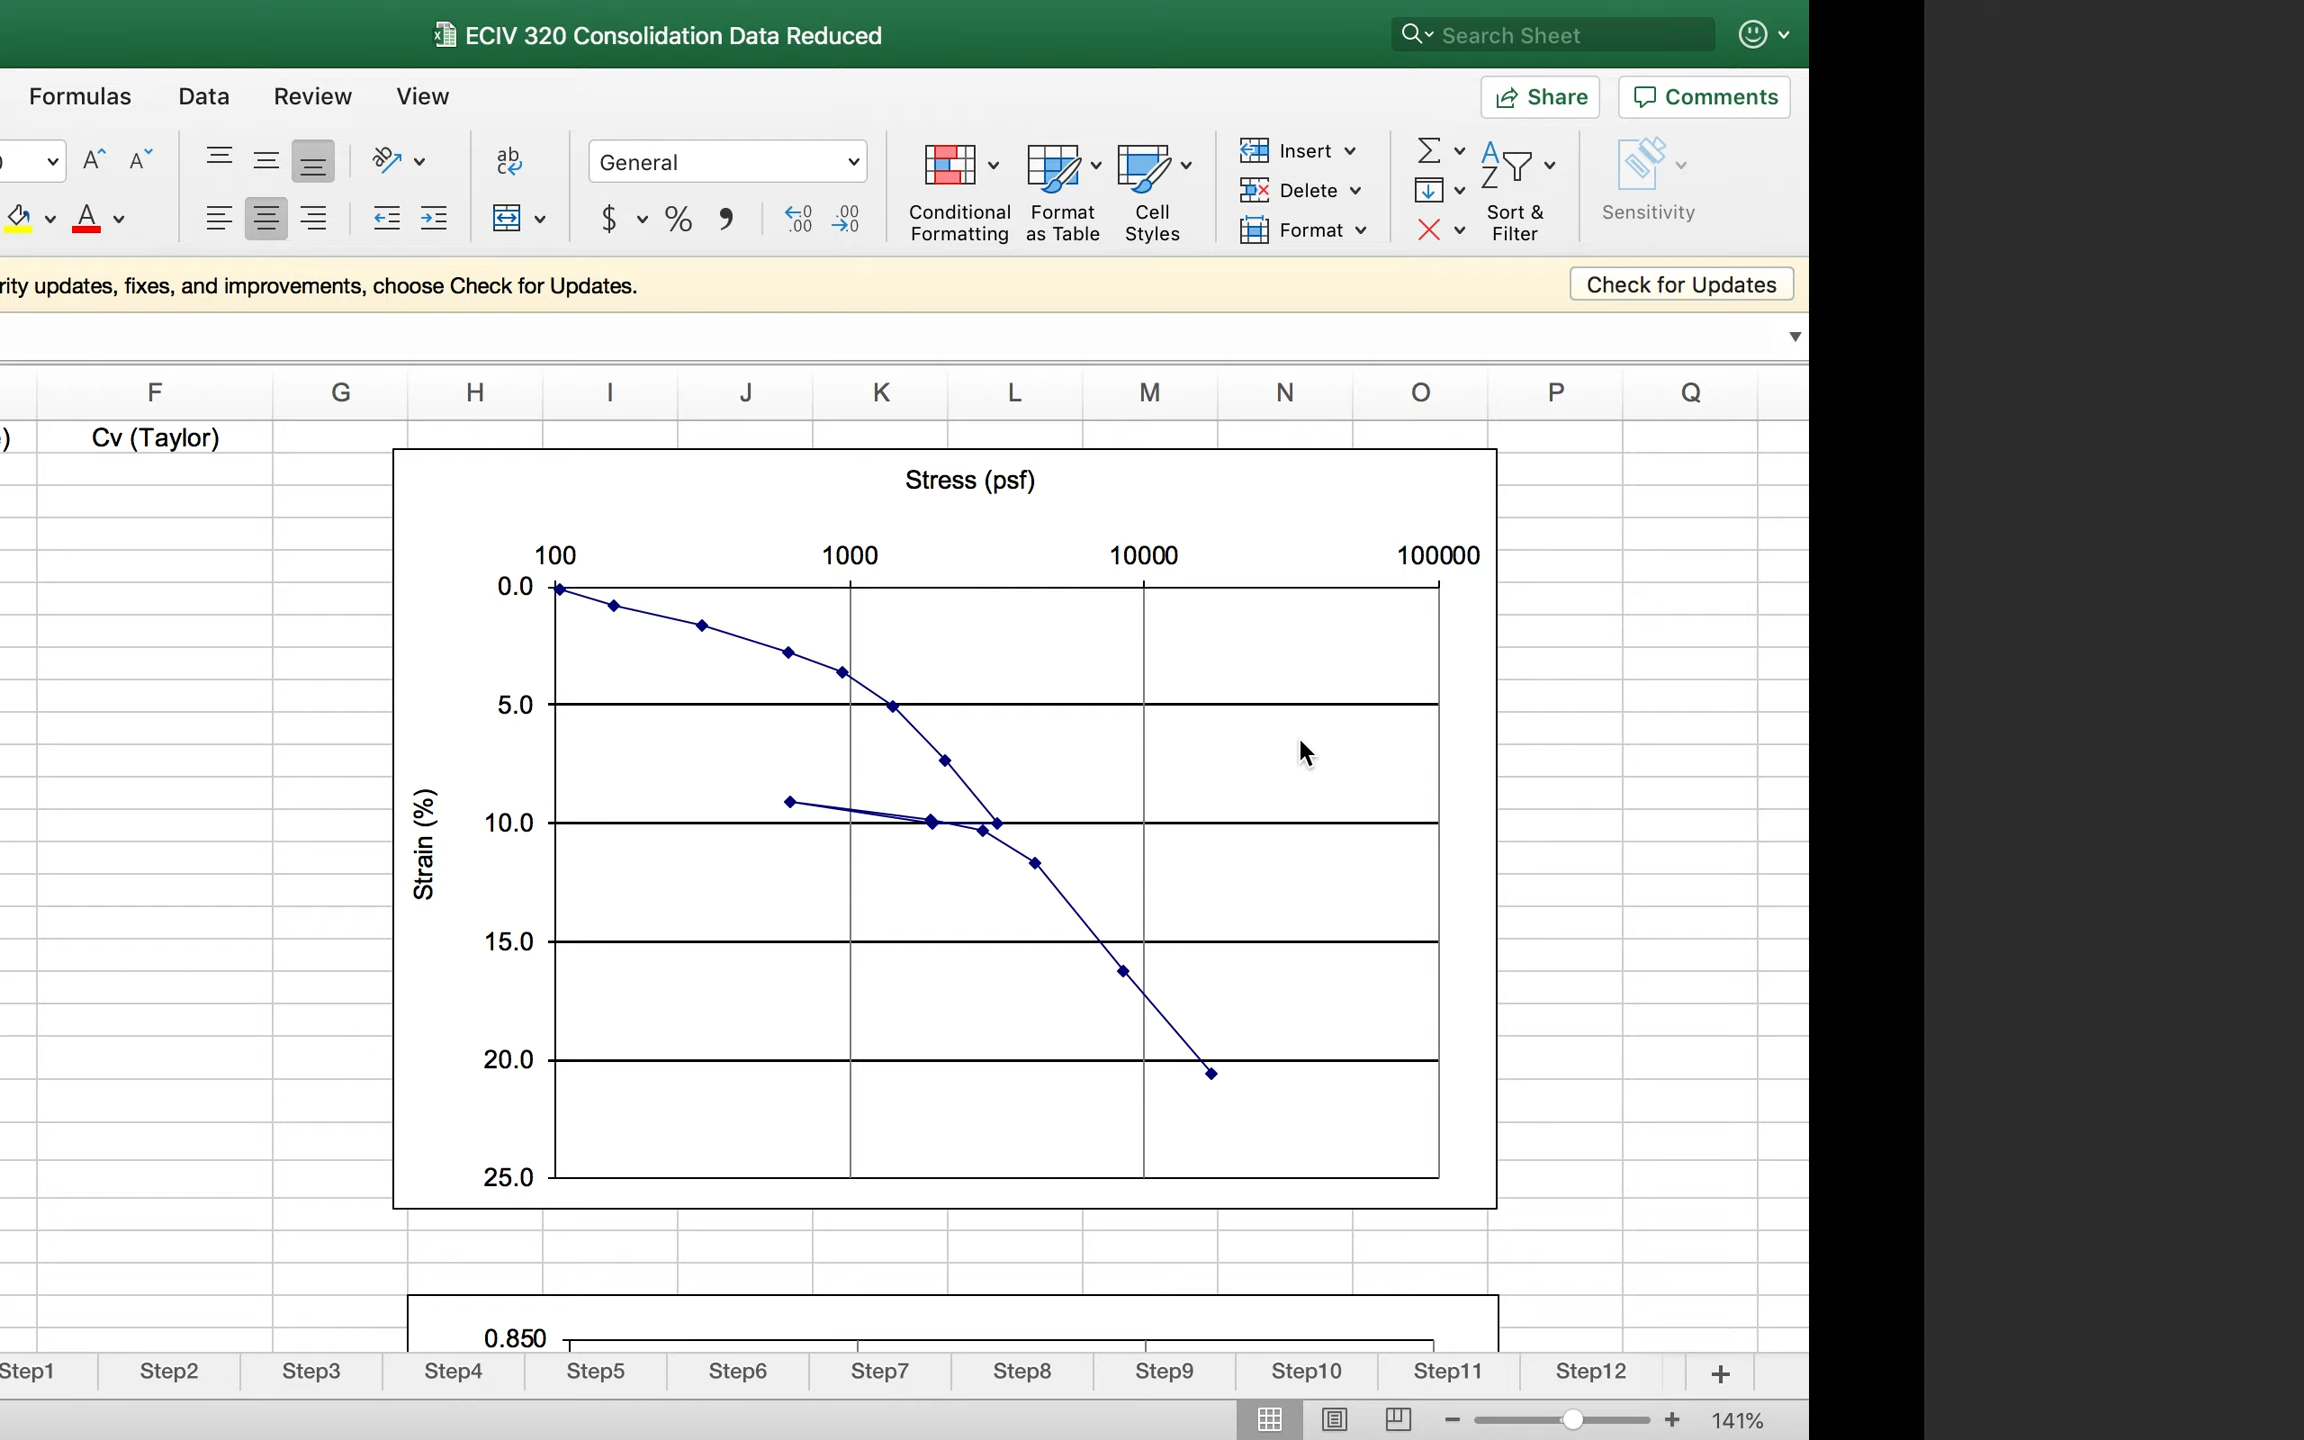 ECIV 320 Consolidation Data Reduced
Search Sheet
Formulas Data Review View
Share Comments
General
Insert
Delete
Format
Conditional Formatting
Format as Table
Cell Styles
Sort & Filter
Sensitivity
rity updates, fixes, and improvements, choose Check for Updates.
Check for Updates
F G H I J K L M N O P Q
Cv (Taylor)
Stress (psf)
100 1000 10000 100000
0.0
5.0
10.0
15.0
20.0
25.0
Strain (%)
0.850
Step1 Step2 Step3 Step4 Step5 Step6 Step7 Step8 Step9 Step10 Step11 Step12 +
141%